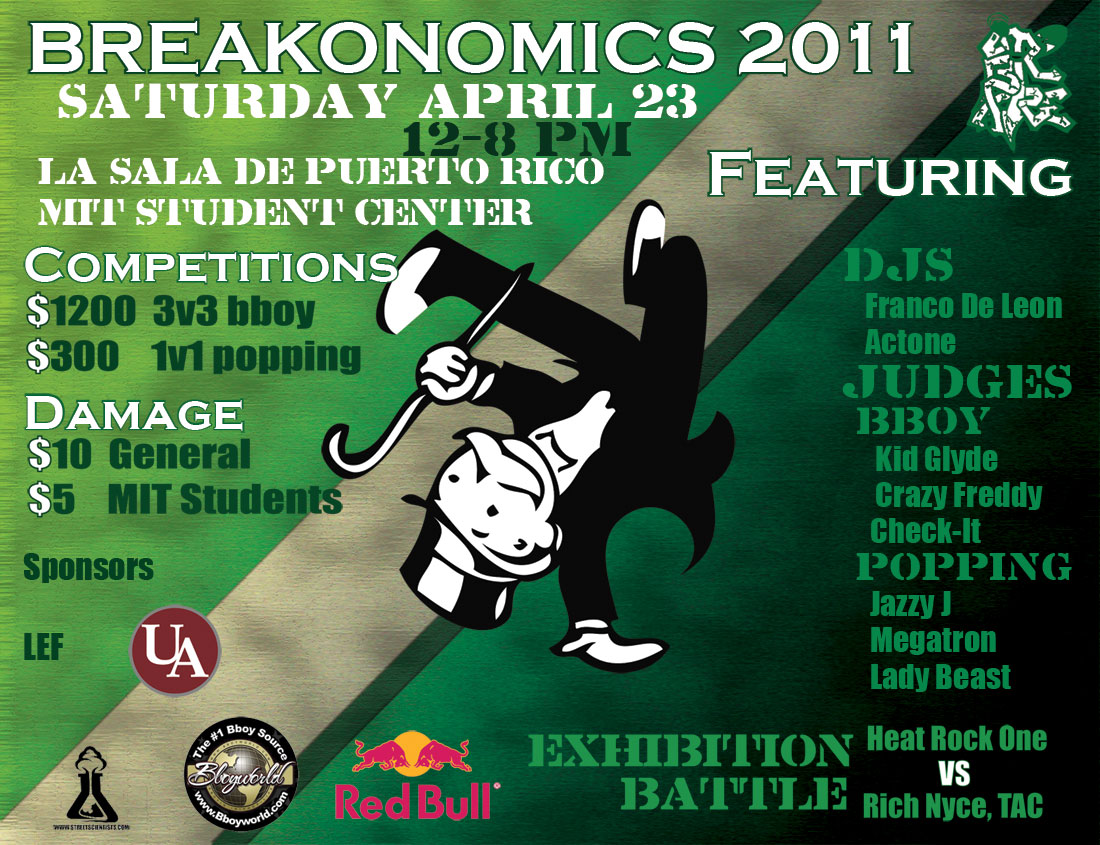 BREAKONOMICS 2011
SATURDAY APRIL 23
12-8 PM
LA SALA DE PUERTO RICO
MIT STUDENT CENTER
COMPETITIONS
$1200 3v3 bboy
$300 1v1 popping
DAMAGE
$10 General
$5 MIT Students
Sponsors
LEF
UA
WWW.STREETSCIENTISTS.COM
The #1 Bboy Source
Bboyworld
www.Bboyworld.com
Red Bull
FEATURING
DJS
Franco De Leon
Actone
JUDGES
BBOY
Kid Glyde
Crazy Freddy
Check-It
POPPING
Jazzy J
Megatron
Lady Beast
EXHIBITION
BATTLE
Heat Rock One
VS
Rich Nyce, TAC